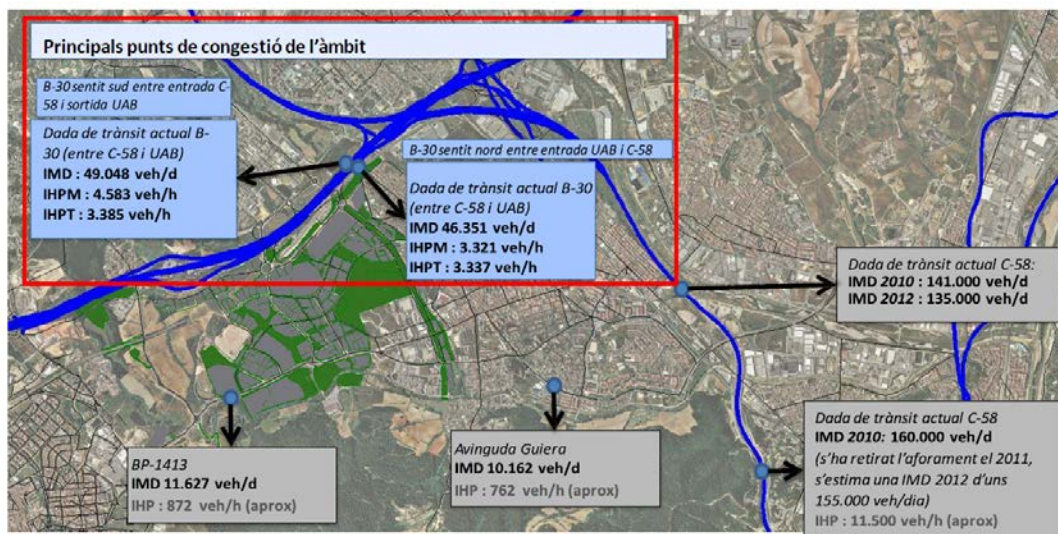 Principals punts de congestió de l'àmbit
B-30 sentit sud entre entrada C-
58 i sortida UAB
Dada de trànsit actual B-
30 (entre C-58 i UAB)
IMD : 49.048 veh/d
IHPM : 4.583 veh/h
IHPT : 3.385 veh/h
B-30 sentit nord entre entrada UAB i C-58
Dada de trànsit actual B-30
(entre C-58 i UAB)
IMD 46.351 veh/d
IHPM : 3.321 veh/h
IHPT : 3.337 veh/h
Dada de trànsit actual C-58:
IMD 2010 : 141.000 veh/d
IMD 2012 : 135.000 veh/d
BP-1413
IMD 11.627 veh/d
IHP : 872 veh/h (aprox)
Avinguda Guiera
IMD 10.162 veh/d
IHP : 762 veh/h (aprox)
Dada de trànsit actual C-58
IMD 2010: 160.000 veh/d
(s'ha retirat l'aforament el 2011,
s'estima una IMD 2012 d'uns
155.000 veh/dia)
IHP : 11.500 veh/h (aprox)